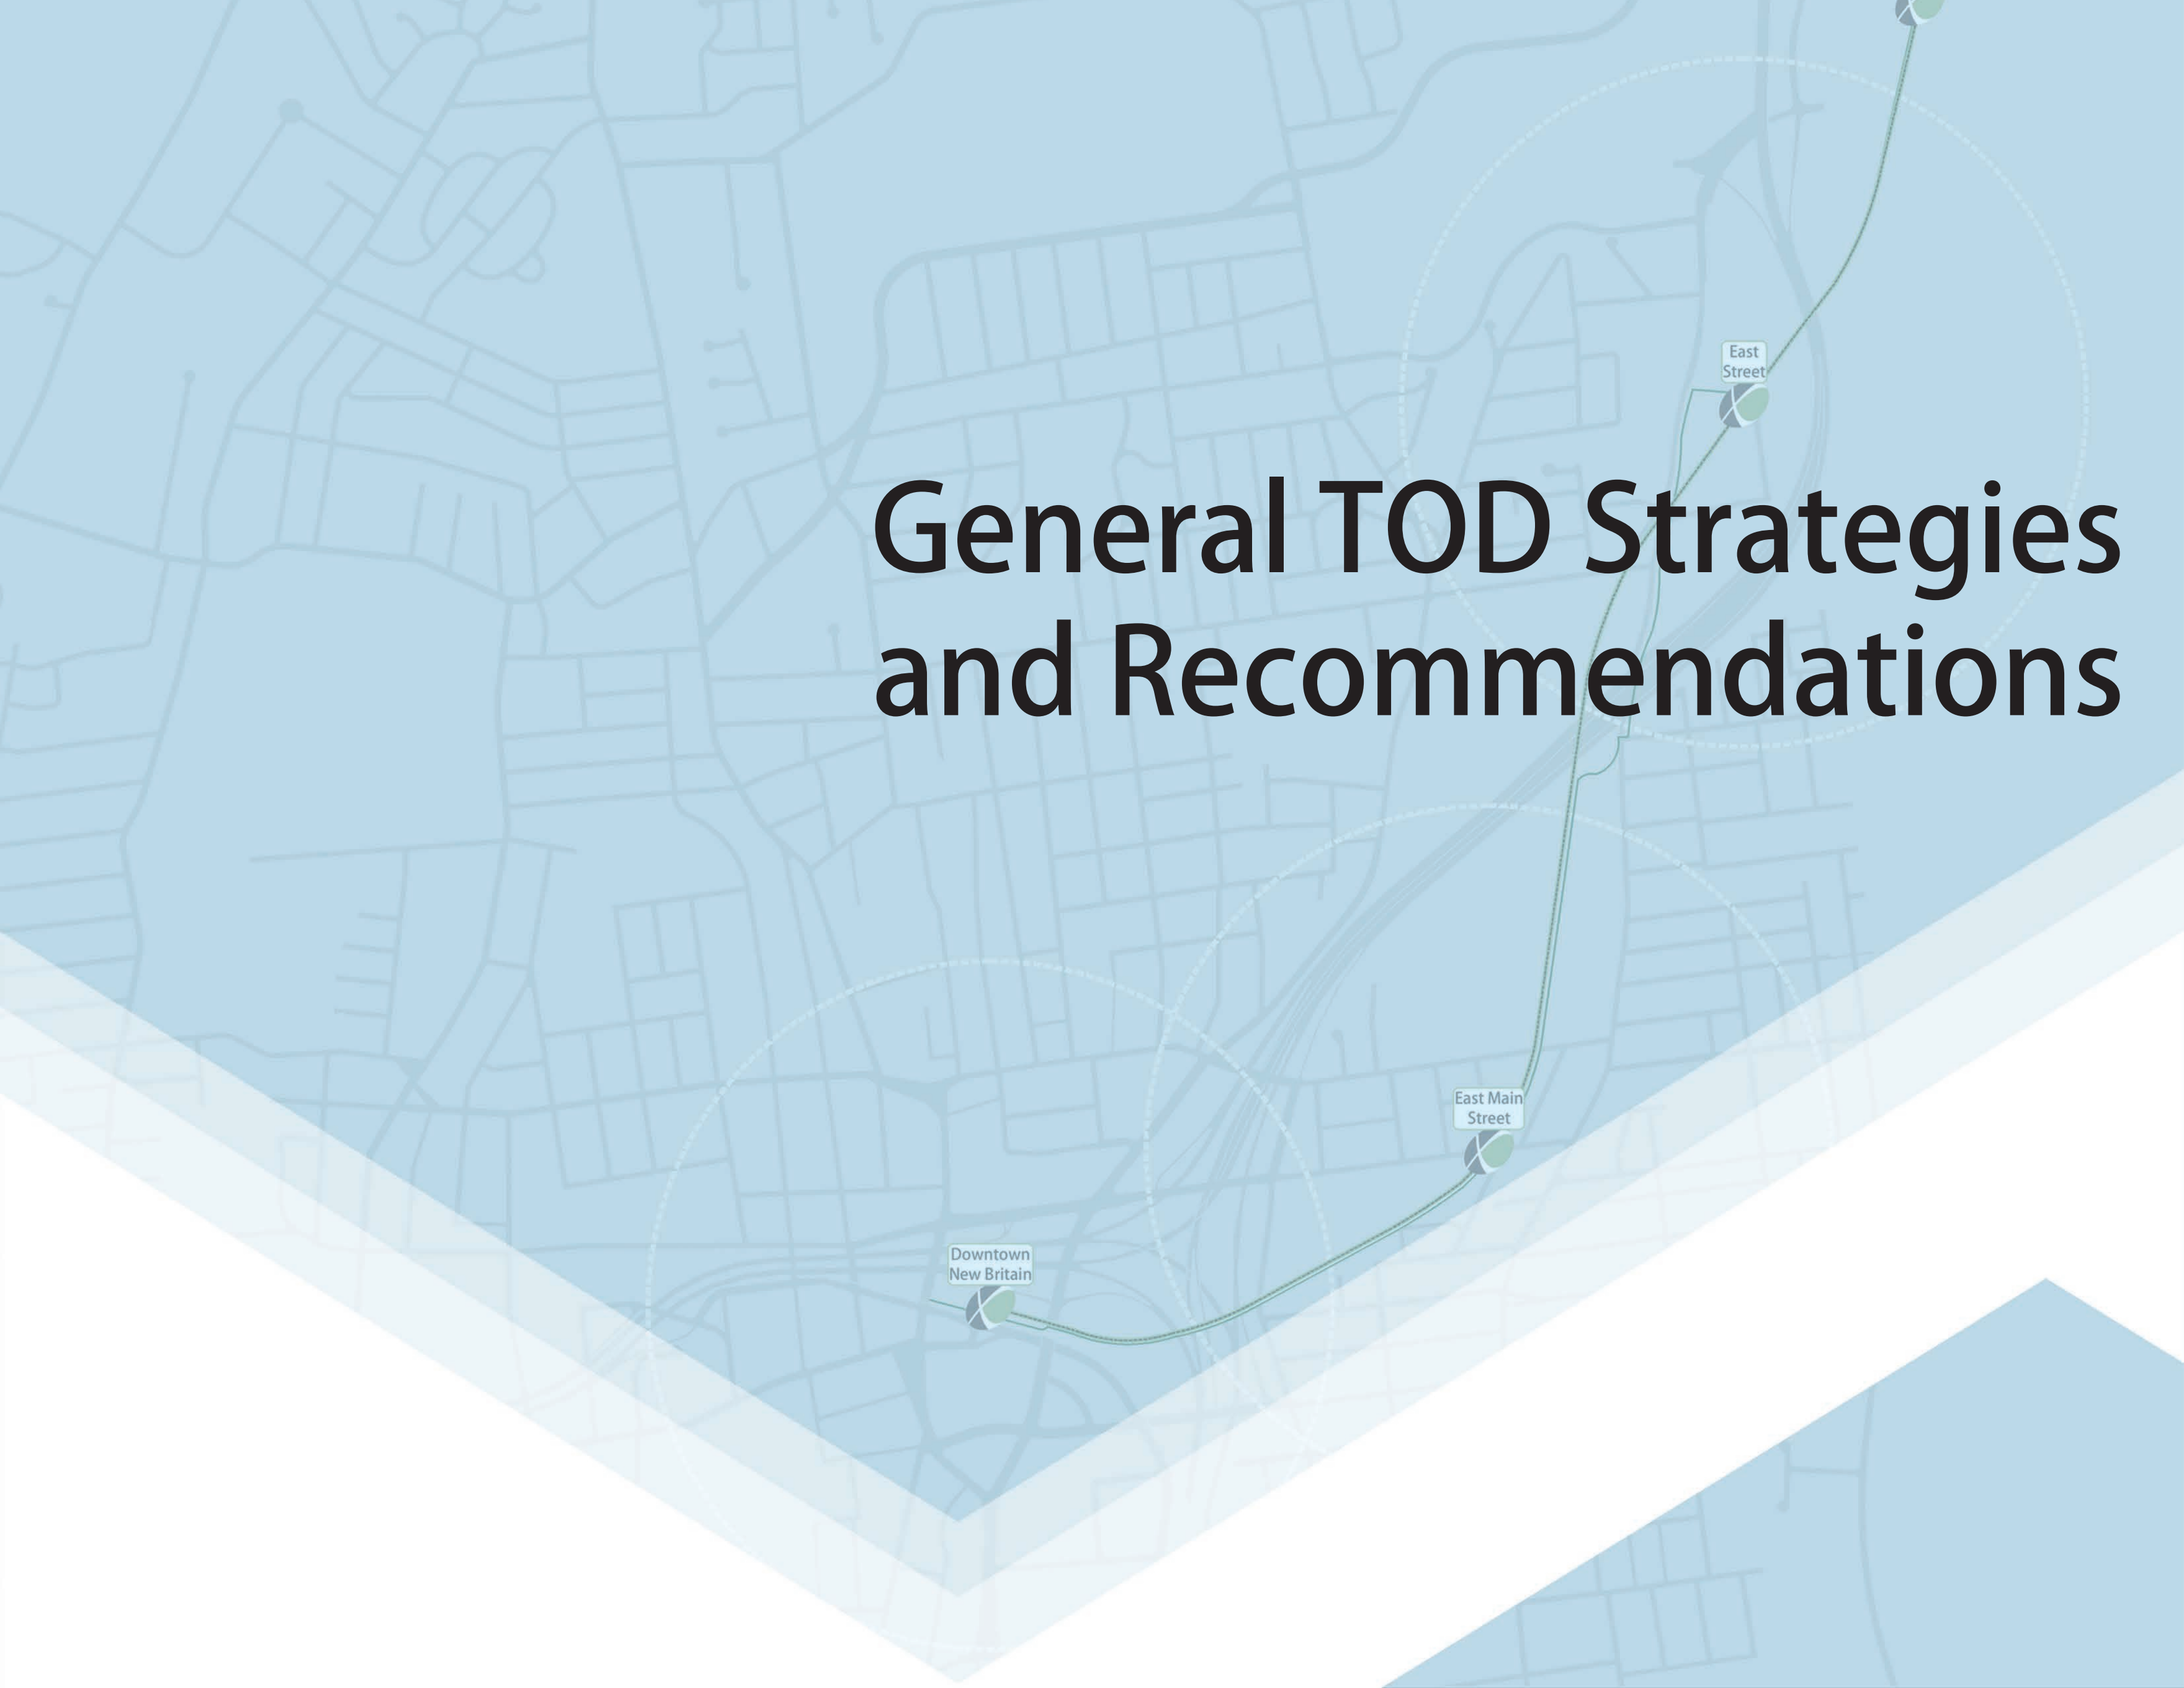 East
Street
General TOD Strategies
and Recommendations
East Main
Street
Downtown
New Britain